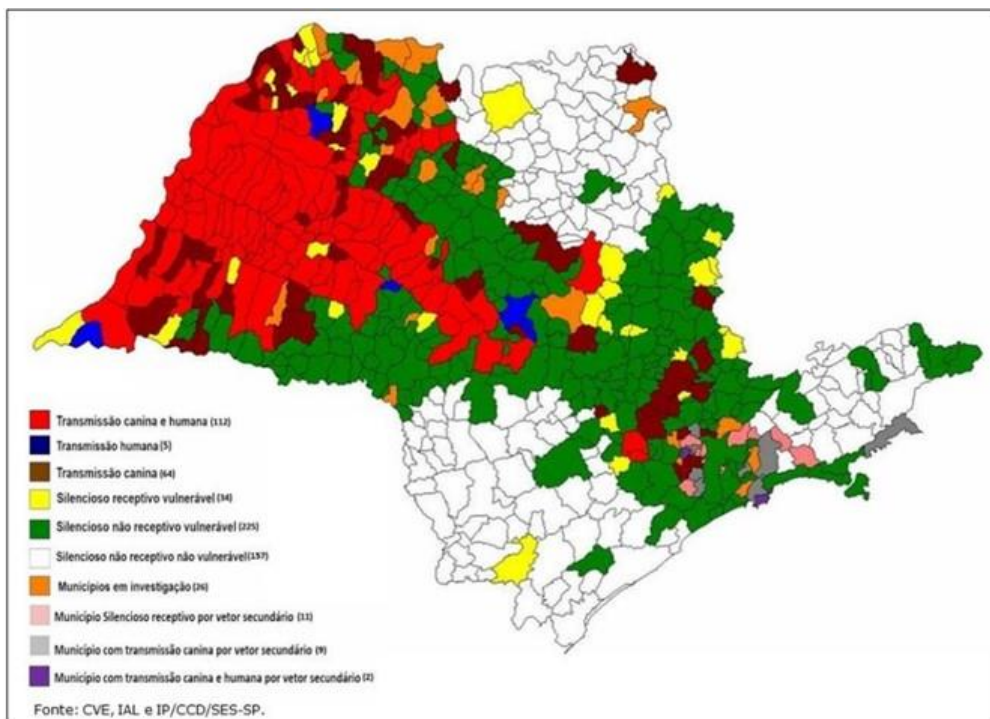 Transmissão canina e humana (112)
Transmissão humana (5)
Transmissão canina (64)
Silencioso receptivo vulnerável (34)
Silencioso não receptivo vulnerável (225)
Silencioso não receptivo não vulnerável (157)
Municípios em investigação (26)
Município Silencioso receptivo por vetor secundário (11)
Município com transmissão canina por vetor secundário (9)
Município com transmissão canina e humana por vetor secundário (2)
Fonte: CVE, IAL e IP/CCD/SES-SP.